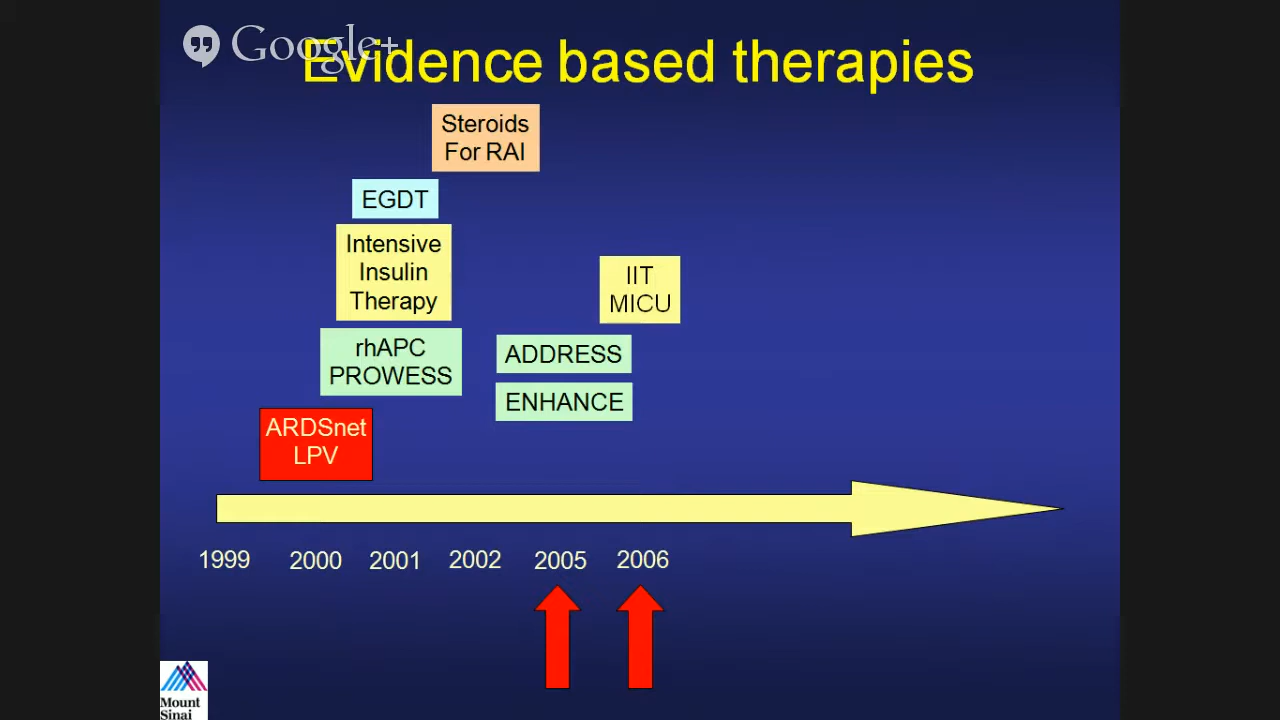 Google+
Evidence based therapies
Steroids
For RAI
EGDT
Intensive
Insulin
Therapy
IIT
MICU
rhAPC
PROWESS
ADDRESS
ENHANCE
ARDSnet
LPV
1999 2000 2001 2002 2005 2006
Mount
Sinai